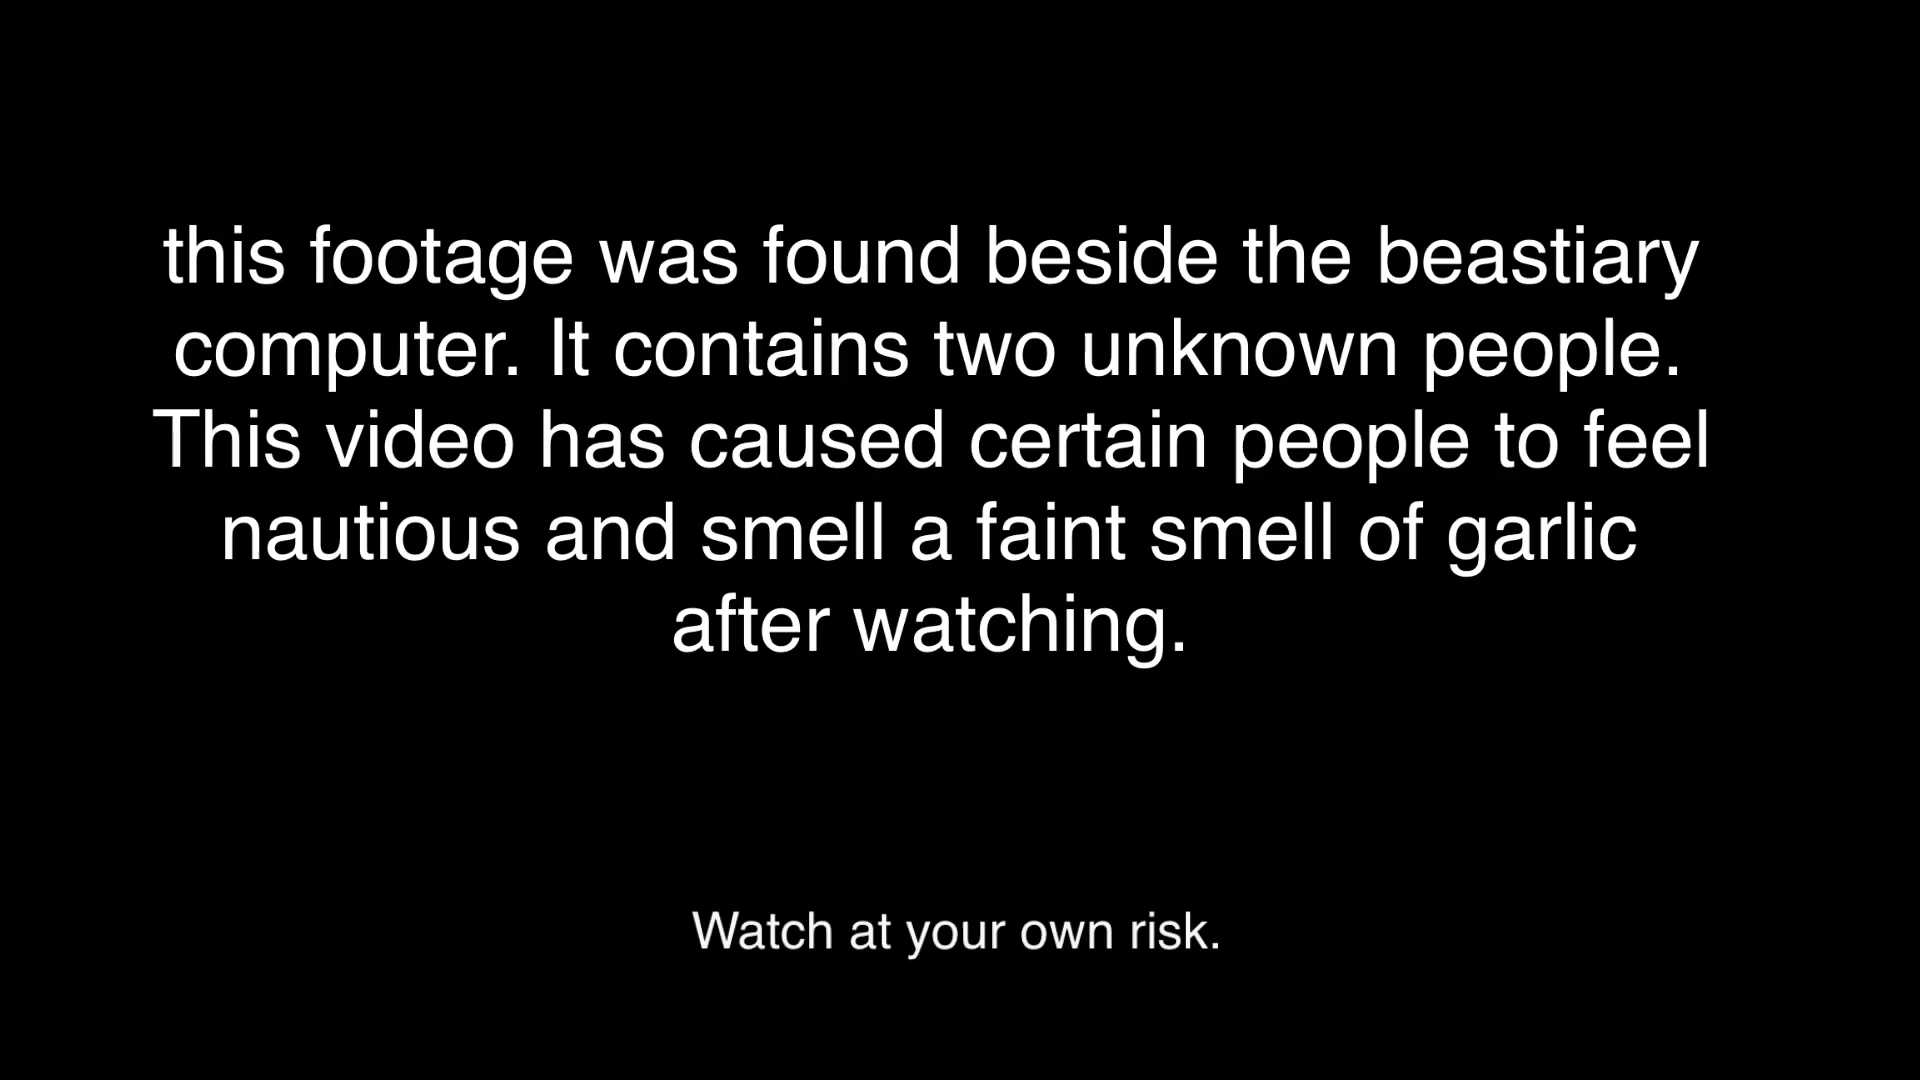 this footage was found beside the beastiary
computer. It contains two unknown people.
This video has caused certain people to feel
nautious and smell a faint smell of garlic
after watching.
Watch at your own risk.